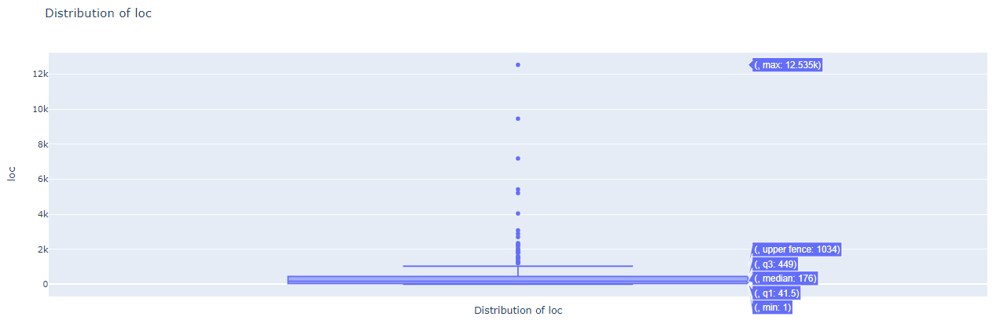 Distribution of loc
(, max: 12.535k)
12k
10k
8k
6k
loc
4k
2k
0
(, upper fence: 1034)
(, q3: 449)
(, median: 176)
(, q1: 41.5)
(, min: 1)
Distribution of loc